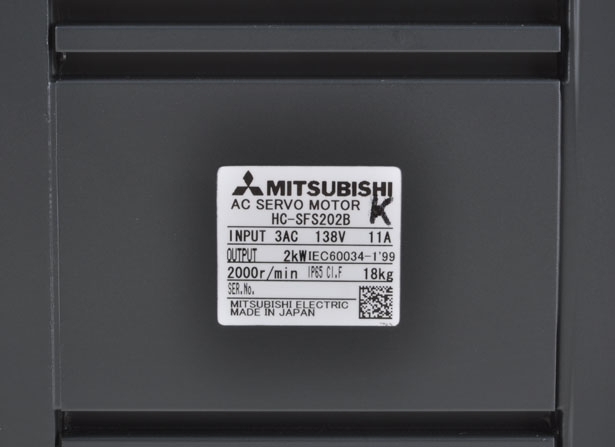 MITSUBISHI
AC SERVO MOTOR K
HC-SFS202B
INPUT 3AC 138V 11A
OUTPUT 2kW IEC60034-1'99
2000r/min IP65 Cl.F 18kg
SER.No.
MITSUBISHI ELECTRIC
MADE IN JAPAN